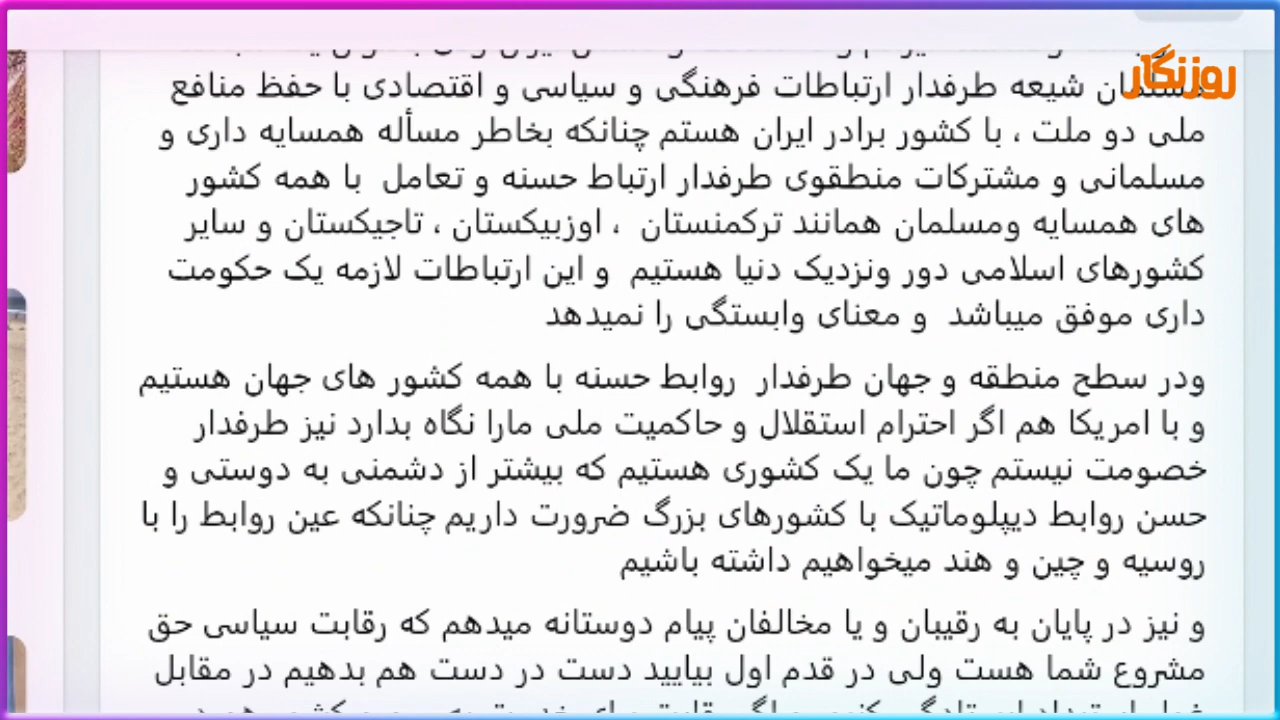 روزنگار
مسلمان شیعه طرفدار ارتباطات فرهنگی و سیاسی و اقتصادی با حفظ منافع
ملی دو ملت ، با کشور برادر ایران هستم چنانکه بخاطر مسأله همسایه داری و
مسلمانی و مشترکات منطقوی طرفدار ارتباط حسنه و تعامل با همه کشور
های همسایه ومسلمان همانند ترکمنستان ، اوزبیکستان ، تاجیکستان و سایر
کشورهای اسلامی دور ونزدیک دنیا هستیم و این ارتباطات لازمه یک حکومت
داری موفق میباشد و معنای وابستگی را نمیدهد
ودر سطح منطقه و جهان طرفدار روابط حسنه با همه کشور های جهان هستیم
و با امریکا هم اگر احترام استقلال و حاکمیت ملی مارا نگاه بدارد نیز طرفدار
خصومت نیستم چون ما یک کشوری هستیم که بیشتر از دشمنی به دوستی و
حسن روابط دیپلوماتیک با کشورهای بزرگ ضرورت داریم چنانکه عین روابط را با
روسیه و چین و هند میخواهیم داشته باشیم
و نیز در پایان به رقیبان و یا مخالفان پیام دوستانه میدهم که رقابت سیاسی حق
مشروع شما هست ولی در قدم اول بیایید دست در دست هم بدهیم در مقابل